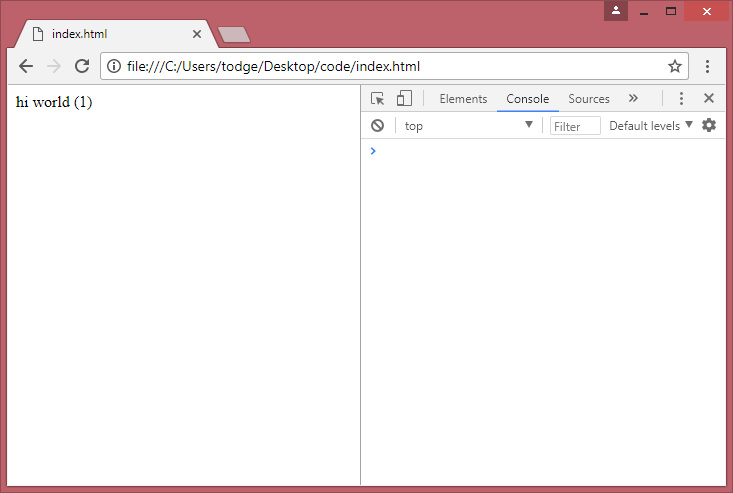 index.html
file:///C:/Users/todge/Desktop/code/index.html
hi world (1)
Elements Console Sources
top Filter Default levels